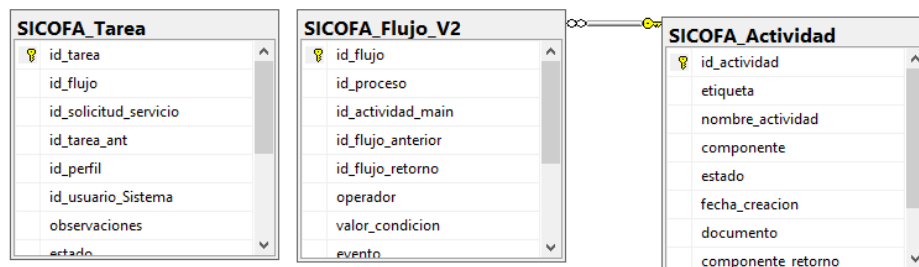 SICOFA_Tarea
id_tarea
id_flujo
id_solicitud_servicio
id_tarea_ant
id_perfil
id_usuario_Sistema
observaciones
estado
SICOFA_Flujo_V2
id_flujo
id_proceso
id_actividad_main
id_flujo_anterior
id_flujo_retorno
operador
valor_condicion
evento
SICOFA_Actividad
id_actividad
etiqueta
nombre_actividad
componente
estado
fecha_creacion
documento
componente_retorno